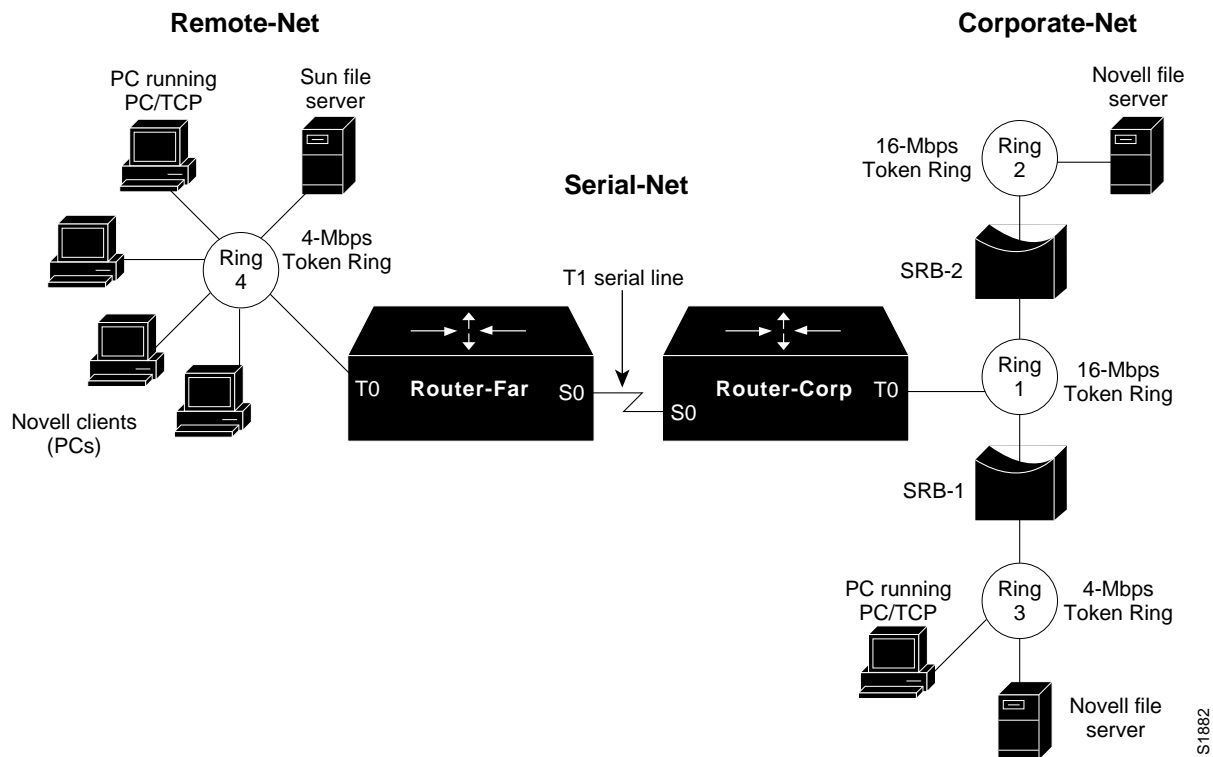 Remote-Net
Corporate-Net
PC running
PC/TCP
Sun file
server
Novell file
server
16-Mbps
Token Ring
Ring
2
Serial-Net
4-Mbps
Token Ring
Ring
4
SRB-2
T1 serial line
T0
Router-Far
S0
S0
Router-Corp
T0
Ring
1
16-Mbps
Token Ring
Novell clients
(PCs)
SRB-1
PC running
PC/TCP
Ring
3
4-Mbps
Token Ring
Novell file
server
S1882